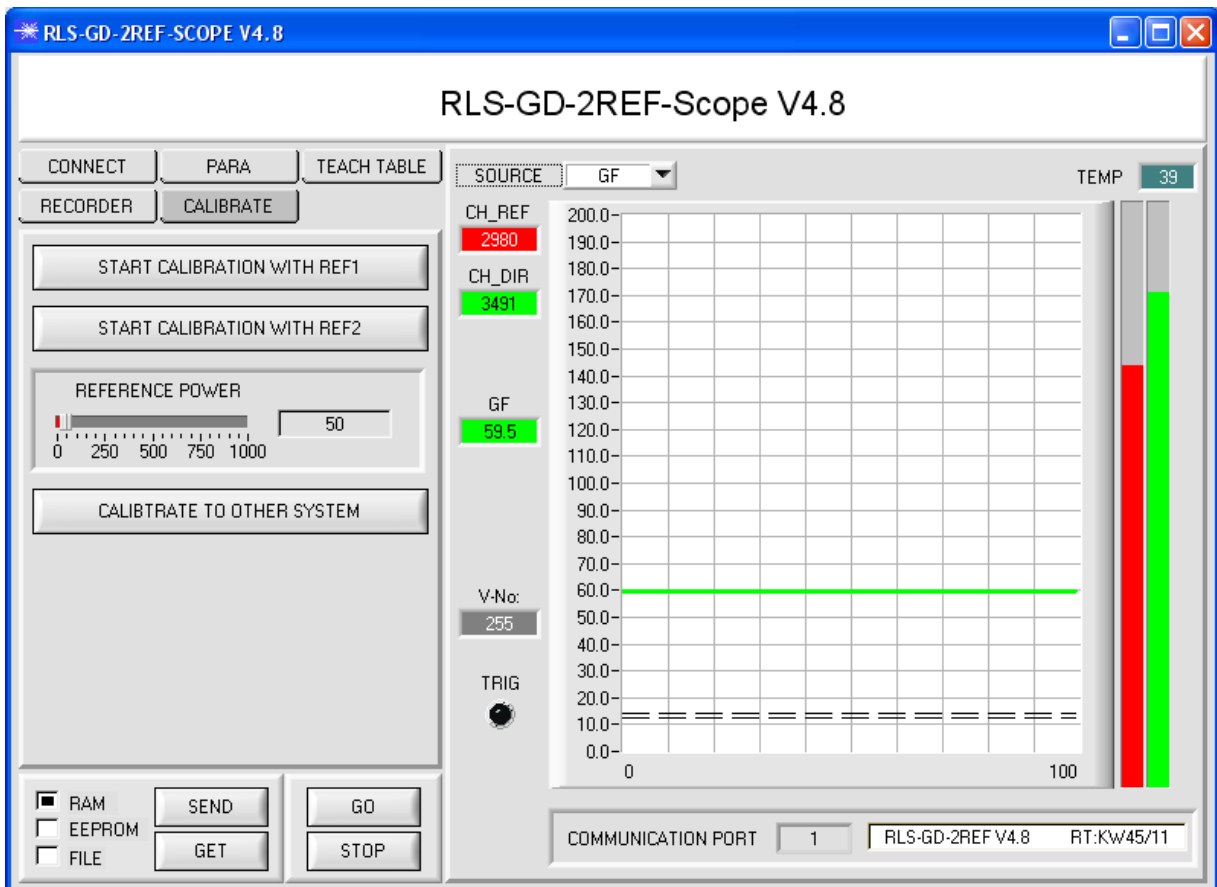 RLS-GD-2REF-SCOPE V4.8
RLS-GD-2REF-Scope V4.8
CONNECT PARA TEACH TABLE
RECORDER CALIBRATE
START CALIBRATION WITH REF1
START CALIBRATION WITH REF2
REFERENCE POWER
50
0 250 500 750 1000
CALIBTRATE TO OTHER SYSTEM
RAM
EEPROM
FILE
SEND
GET
GO
STOP
SOURCE GF
TEMP 39
CH_REF
2980
CH_DIR
3491
GF
59.5
V-No:
255
TRIG
200.0
190.0
180.0
170.0
160.0
150.0
140.0
130.0
120.0
110.0
100.0
90.0
80.0
70.0
60.0
50.0
40.0
30.0
20.0
10.0
0.0
0 100
COMMUNICATION PORT 1 RLS-GD-2REF V4.8 RT:KW45/11